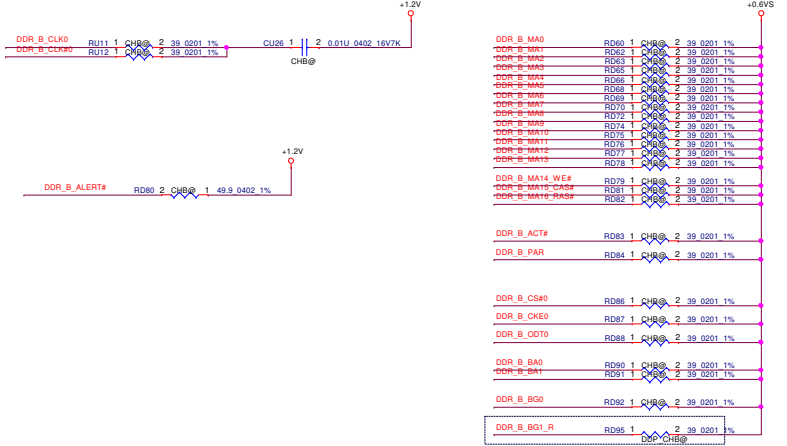 +1.2V
DDR_B_CLK0 RU11 1 CHB@ 2 39_0201_1%
DDR_B_CLK#0 RU12 1 CHB@ 2 39_0201_1%
CU26 1 2 0.01U_0402_16V7K
CHB@
+1.2V
DDR_B_ALERT# RD80 2 CHB@ 1 49.9_0402_1%
+0.6VS
DDR_B_MA0 RD60 1 CHB@ 2 39_0201_1%
DDR_B_MA1 RD62 1 CHB@ 2 39_0201_1%
DDR_B_MA2 RD63 1 CHB@ 2 39_0201_1%
DDR_B_MA3 RD65 1 CHB@ 2 39_0201_1%
DDR_B_MA4 RD66 1 CHB@ 2 39_0201_1%
DDR_B_MA5 RD68 1 CHB@ 2 39_0201_1%
DDR_B_MA6 RD69 1 CHB@ 2 39_0201_1%
DDR_B_MA7 RD70 1 CHB@ 2 39_0201_1%
DDR_B_MA8 RD72 1 CHB@ 2 39_0201_1%
DDR_B_MA9 RD74 1 CHB@ 2 39_0201_1%
DDR_B_MA10 RD75 1 CHB@ 2 39_0201_1%
DDR_B_MA11 RD76 1 CHB@ 2 39_0201_1%
DDR_B_MA12 RD77 1 CHB@ 2 39_0201_1%
DDR_B_MA13 RD78 1 CHB@ 2 39_0201_1%
DDR_B_MA14_WE# RD79 1 CHB@ 2 39_0201_1%
DDR_B_MA15_CAS# RD81 1 CHB@ 2 39_0201_1%
DDR_B_MA16_RAS# RD82 1 CHB@ 2 39_0201_1%
DDR_B_ACT# RD83 1 CHB@ 2 39_0201_1%
DDR_B_PAR RD84 1 CHB@ 2 39_0201_1%
DDR_B_CS#0 RD86 1 CHB@ 2 39_0201_1%
DDR_B_CKE0 RD87 1 CHB@ 2 39_0201_1%
DDR_B_ODT0 RD88 1 CHB@ 2 39_0201_1%
DDR_B_BA0 RD90 1 CHB@ 2 39_0201_1%
DDR_B_BA1 RD91 1 CHB@ 2 39_0201_1%
DDR_B_BG0 RD92 1 CHB@ 2 39_0201_1%
DDR_B_BG1_R RD95 1 2 39_0201_1%
DDP_CHB@